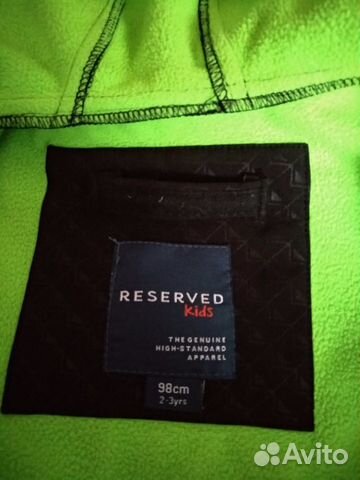 RESERVED
Kids
THE GENUINE
HIGH-STANDARD
APPAREL
98cm
2-3yrs
Avito